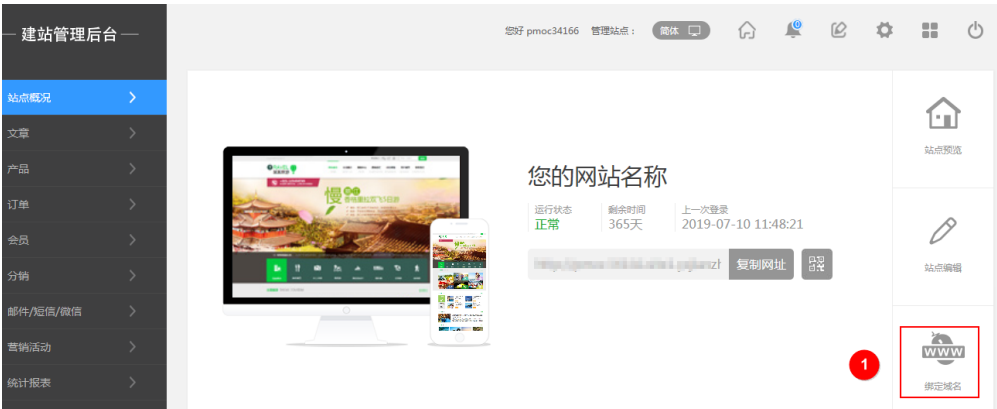 建站管理后台
您好 pmoc34166 管理站点：
简体
站点概况
文章
产品
订单
会员
分销
邮件/短信/微信
营销活动
统计报表
您的网站名称
运行状态 剩余时间 上一次登录
正常 365天 2019-07-10 11:48:21
复制网址
站点预览
站点编辑
1
WWW
绑定域名